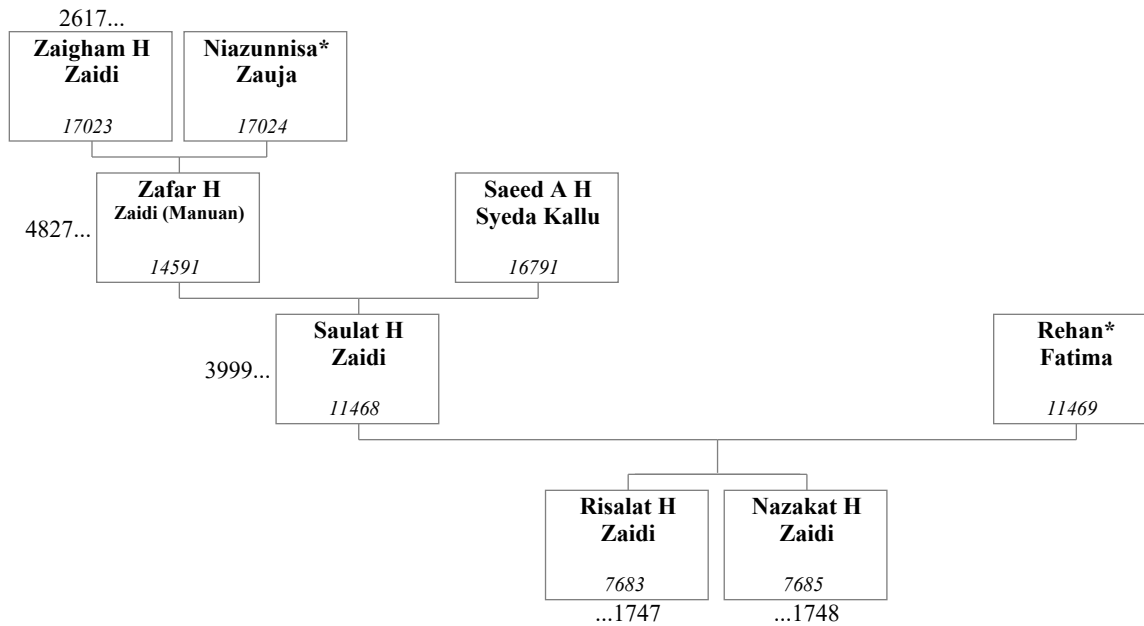 2617...
Zaigham H
Zaidi
17023
Niazunnisa*
Zauja
17024
4827...
Zafar H
Zaidi (Manuan)
14591
Saeed A H
Syeda Kallu
16791
3999...
Saulat H
Zaidi
11468
Rehan*
Fatima
11469
Risalat H
Zaidi
7683
...1747
Nazakat H
Zaidi
7685
...1748